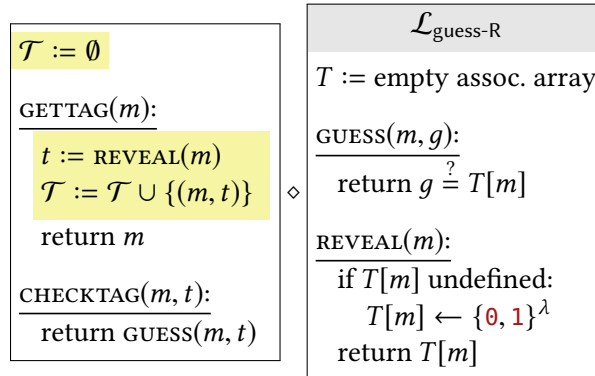 𝒯 := ∅
GETTAG(m):
t := REVEAL(m)
𝒯 := 𝒯 ∪ {(m, t)}
return m
CHECKTAG(m, t):
return GUESS(m, t)
⋄
ℒguess-R
T := empty assoc. array
GUESS(m, g):
return g ≟ T[m]
REVEAL(m):
if T[m] undefined:
T[m] ← {0, 1}^λ
return T[m]